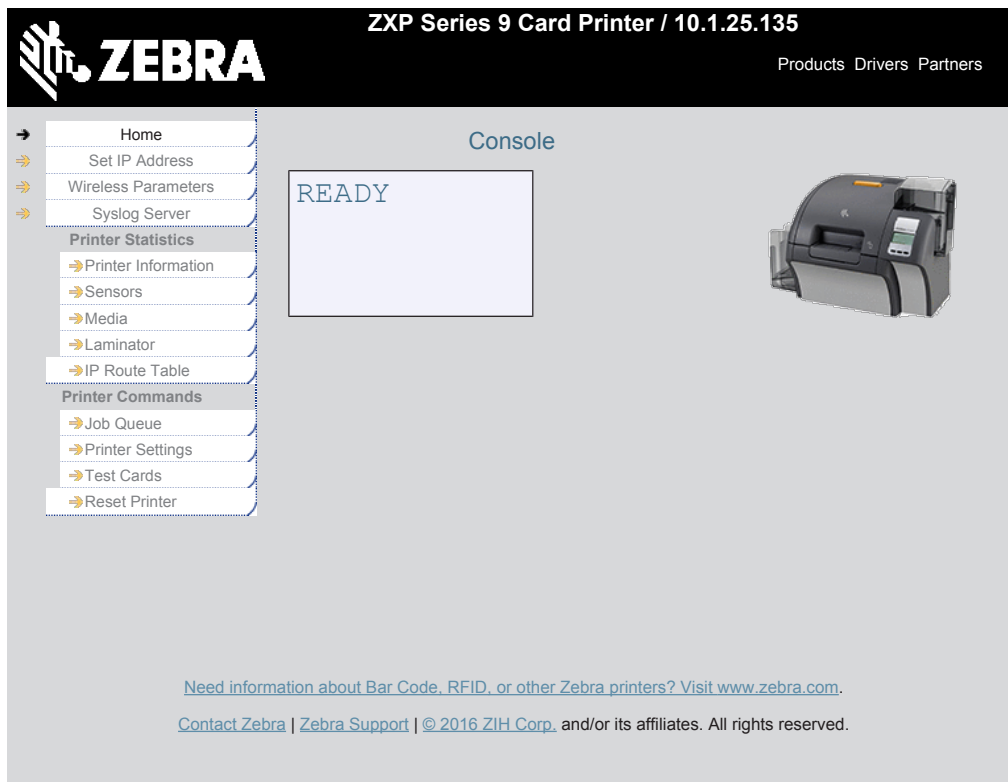 ZEBRA
ZXP Series 9 Card Printer / 10.1.25.135
Products Drivers Partners
Home
Set IP Address
Wireless Parameters
Syslog Server
Printer Statistics
Printer Information
Sensors
Media
Laminator
IP Route Table
Printer Commands
Job Queue
Printer Settings
Test Cards
Reset Printer
Console
READY
Need information about Bar Code, RFID, or other Zebra printers? Visit www.zebra.com.
Contact Zebra | Zebra Support | © 2016 ZIH Corp. and/or its affiliates. All rights reserved.